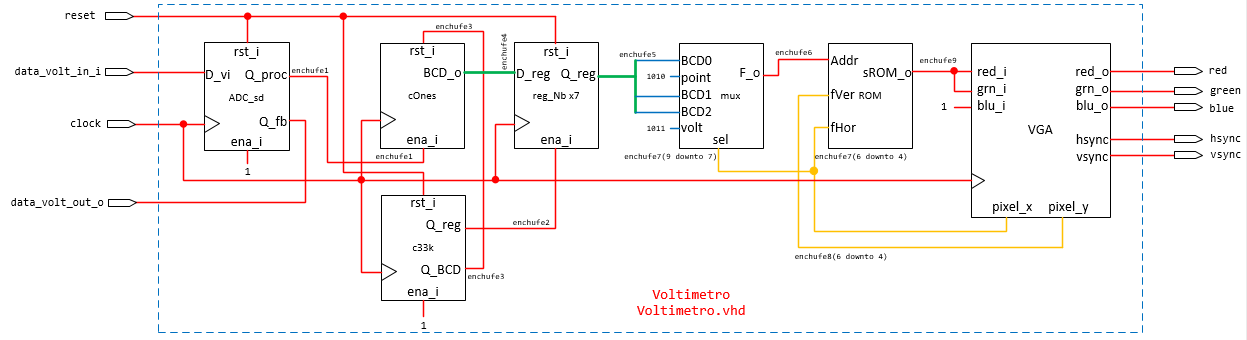 reset
data_volt_in_i
clock
data_volt_out_o
rst_i
D_vi
Q_proc
ADC_sd
Q_fb
ena_i
1
enchufe1
rst_i
BCD_o
cOnes
ena_i
enchufe1
enchufe3
enchufe4
rst_i
D_reg
Q_reg
reg_Nb x7
ena_i
rst_i
Q_reg
c33k
Q_BCD
ena_i
1
enchufe2
enchufe3
enchufe5
1010
1011
BCD0
point
BCD1
BCD2
volt
F_o
mux
sel
enchufe7(9 downto 7)
enchufe6
Addr
sROM_o
fVer
ROM
fHor
enchufe7(6 downto 4)
enchufe8(6 downto 4)
enchufe9
1
red_i
grn_i
blu_i
VGA
red_o
grn_o
blu_o
hsync
vsync
pixel_x
pixel_y
red
green
blue
hsync
vsync
Voltimetro
Voltimetro.vhd